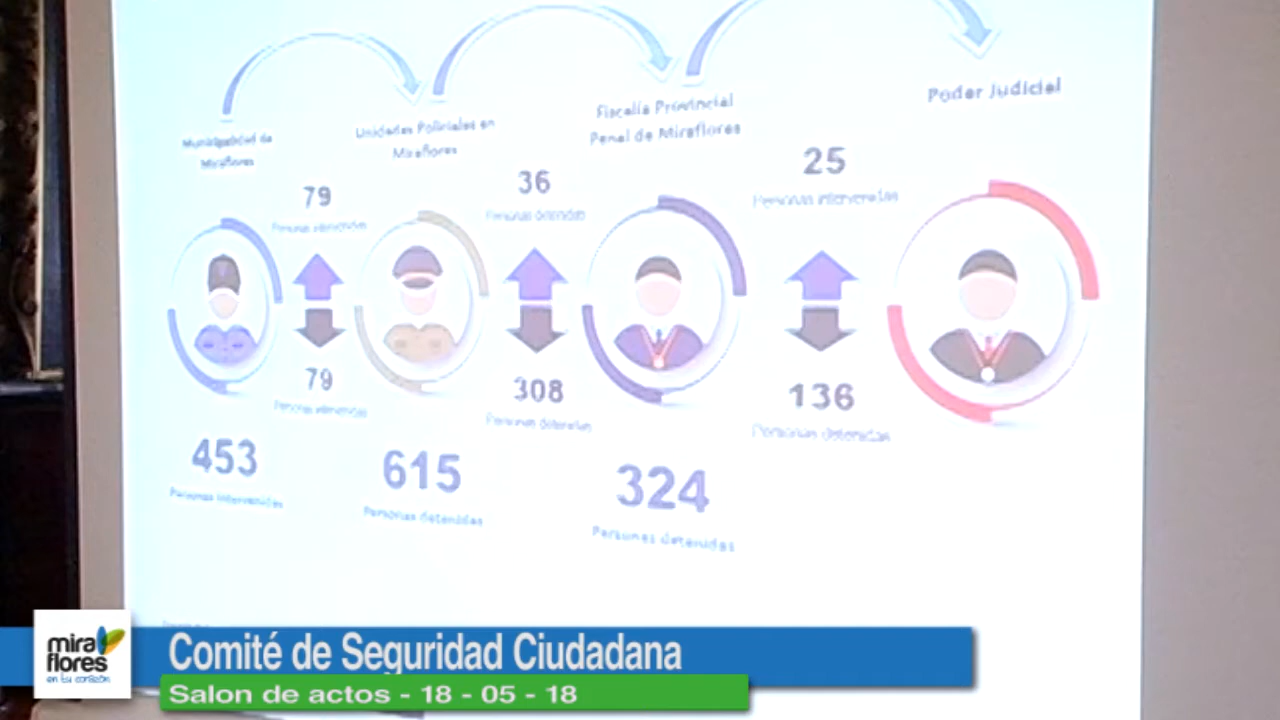 Poder Judicial
Fiscalía Provincial
Penal de Miraflores
Unidades Policiales en
Miraflores
Municipalidad de
Miraflores
79
Personas intervenidas
36
Personas detenidas
25
Personas intervenidas
79
Personas intervenidas
308
Personas detenidas
136
Personas detenidas
453
Personas intervenidas
615
Personas detenidas
324
Personas detenidas
mira
flores
en tu corazón
Comité de Seguridad Ciudadana
Salon de actos - 18 - 05 - 18